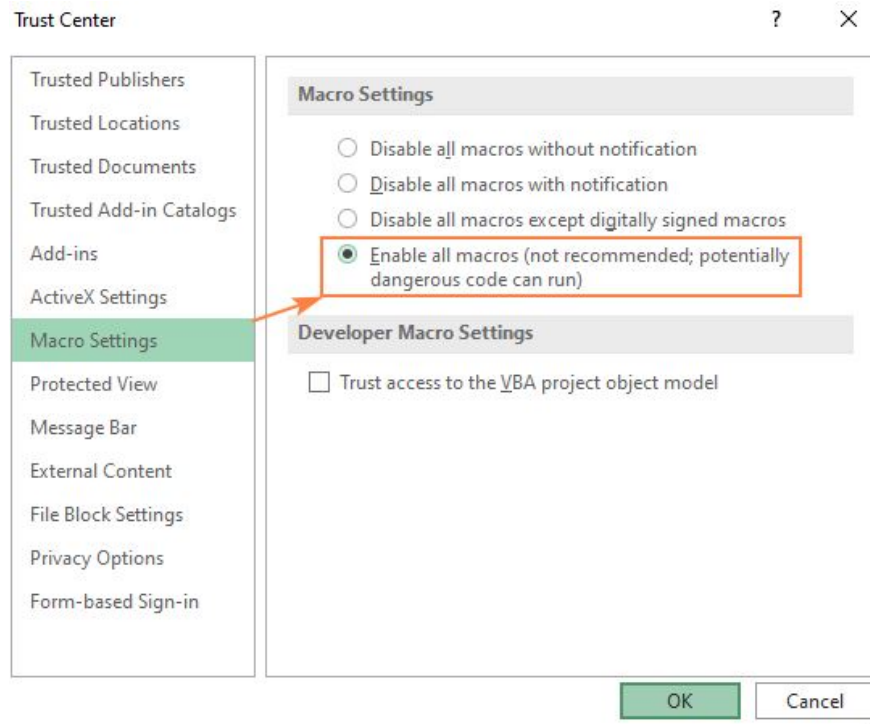 Trust Center
?
Trusted Publishers
Trusted Locations
Trusted Documents
Trusted Add-in Catalogs
Add-ins
ActiveX Settings
Macro Settings
Protected View
Message Bar
External Content
File Block Settings
Privacy Options
Form-based Sign-in
Macro Settings
Disable all macros without notification
Disable all macros with notification
Disable all macros except digitally signed macros
Enable all macros (not recommended; potentially
dangerous code can run)
Developer Macro Settings
Trust access to the VBA project object model
OK
Cancel